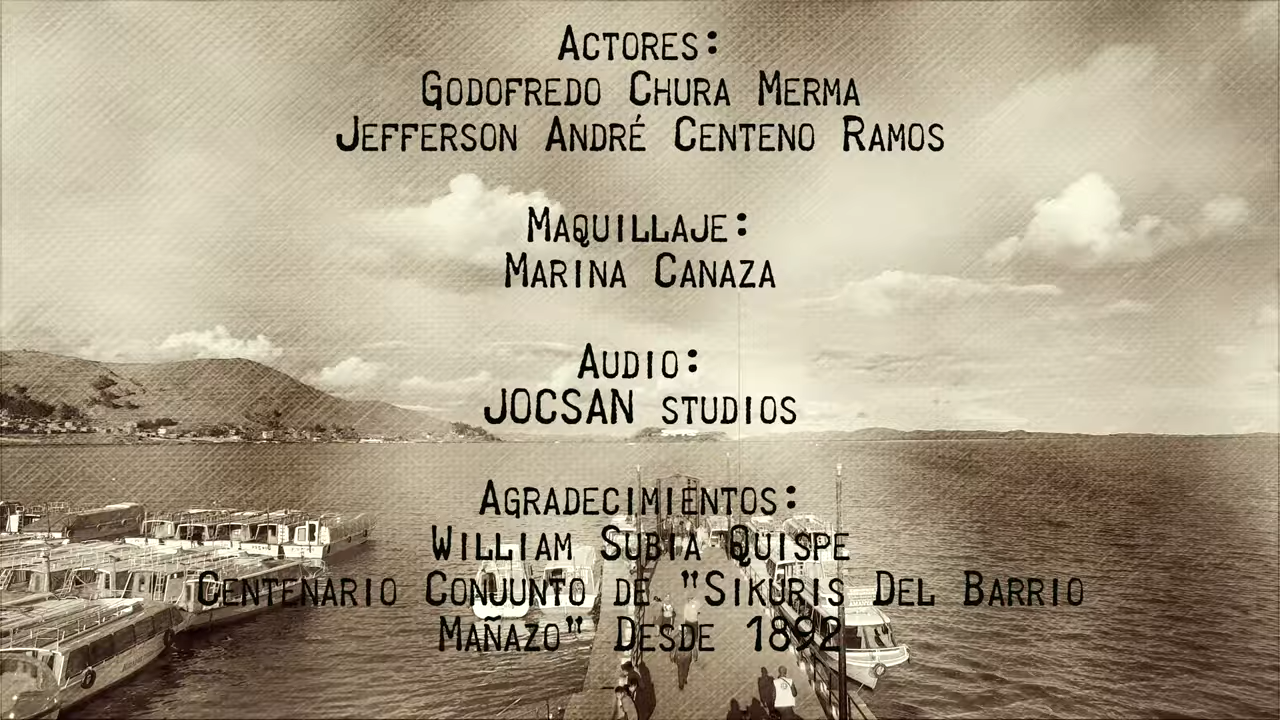 Actores:
Godofredo Chura Merma
Jefferson André Centeno Ramos
Maquillaje:
Marina Canaza
Audio:
JOCSAN studios
Agradecimientos:
William Subia Quispe
Centenario Conjunto de "Sikuris Del Barrio
Mañazo" Desde 1892